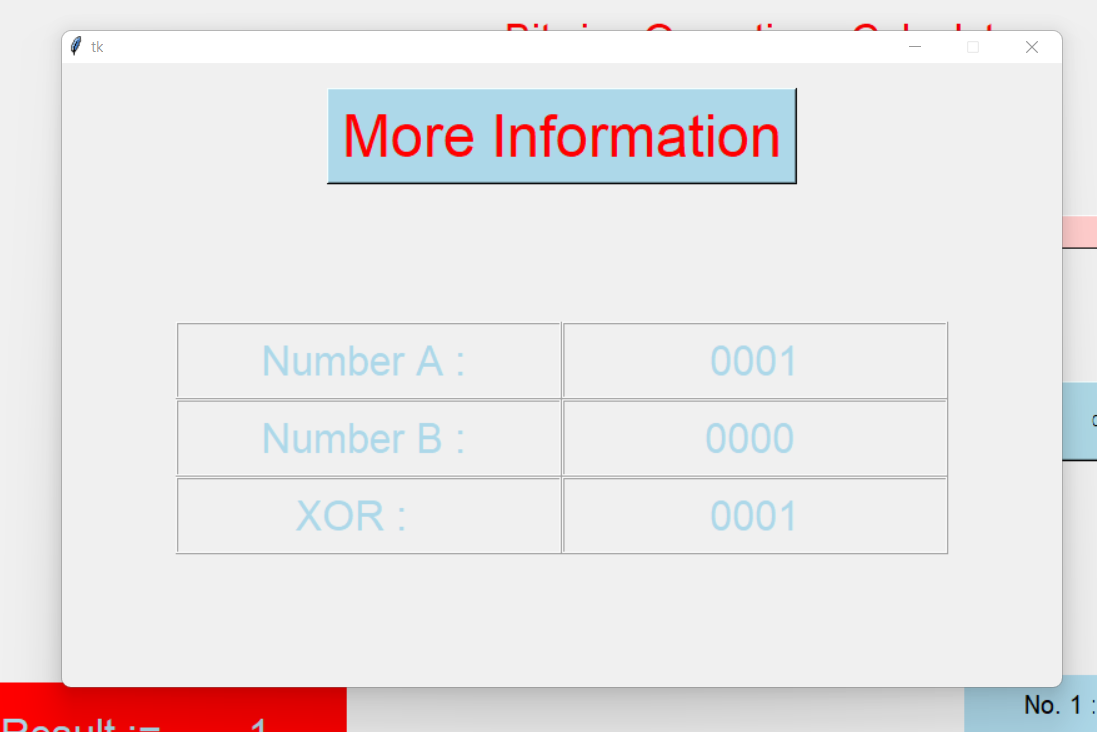 tk
More Information
Number A : 0001
Number B : 0000
XOR : 0001
No. 1 :
Result := 1